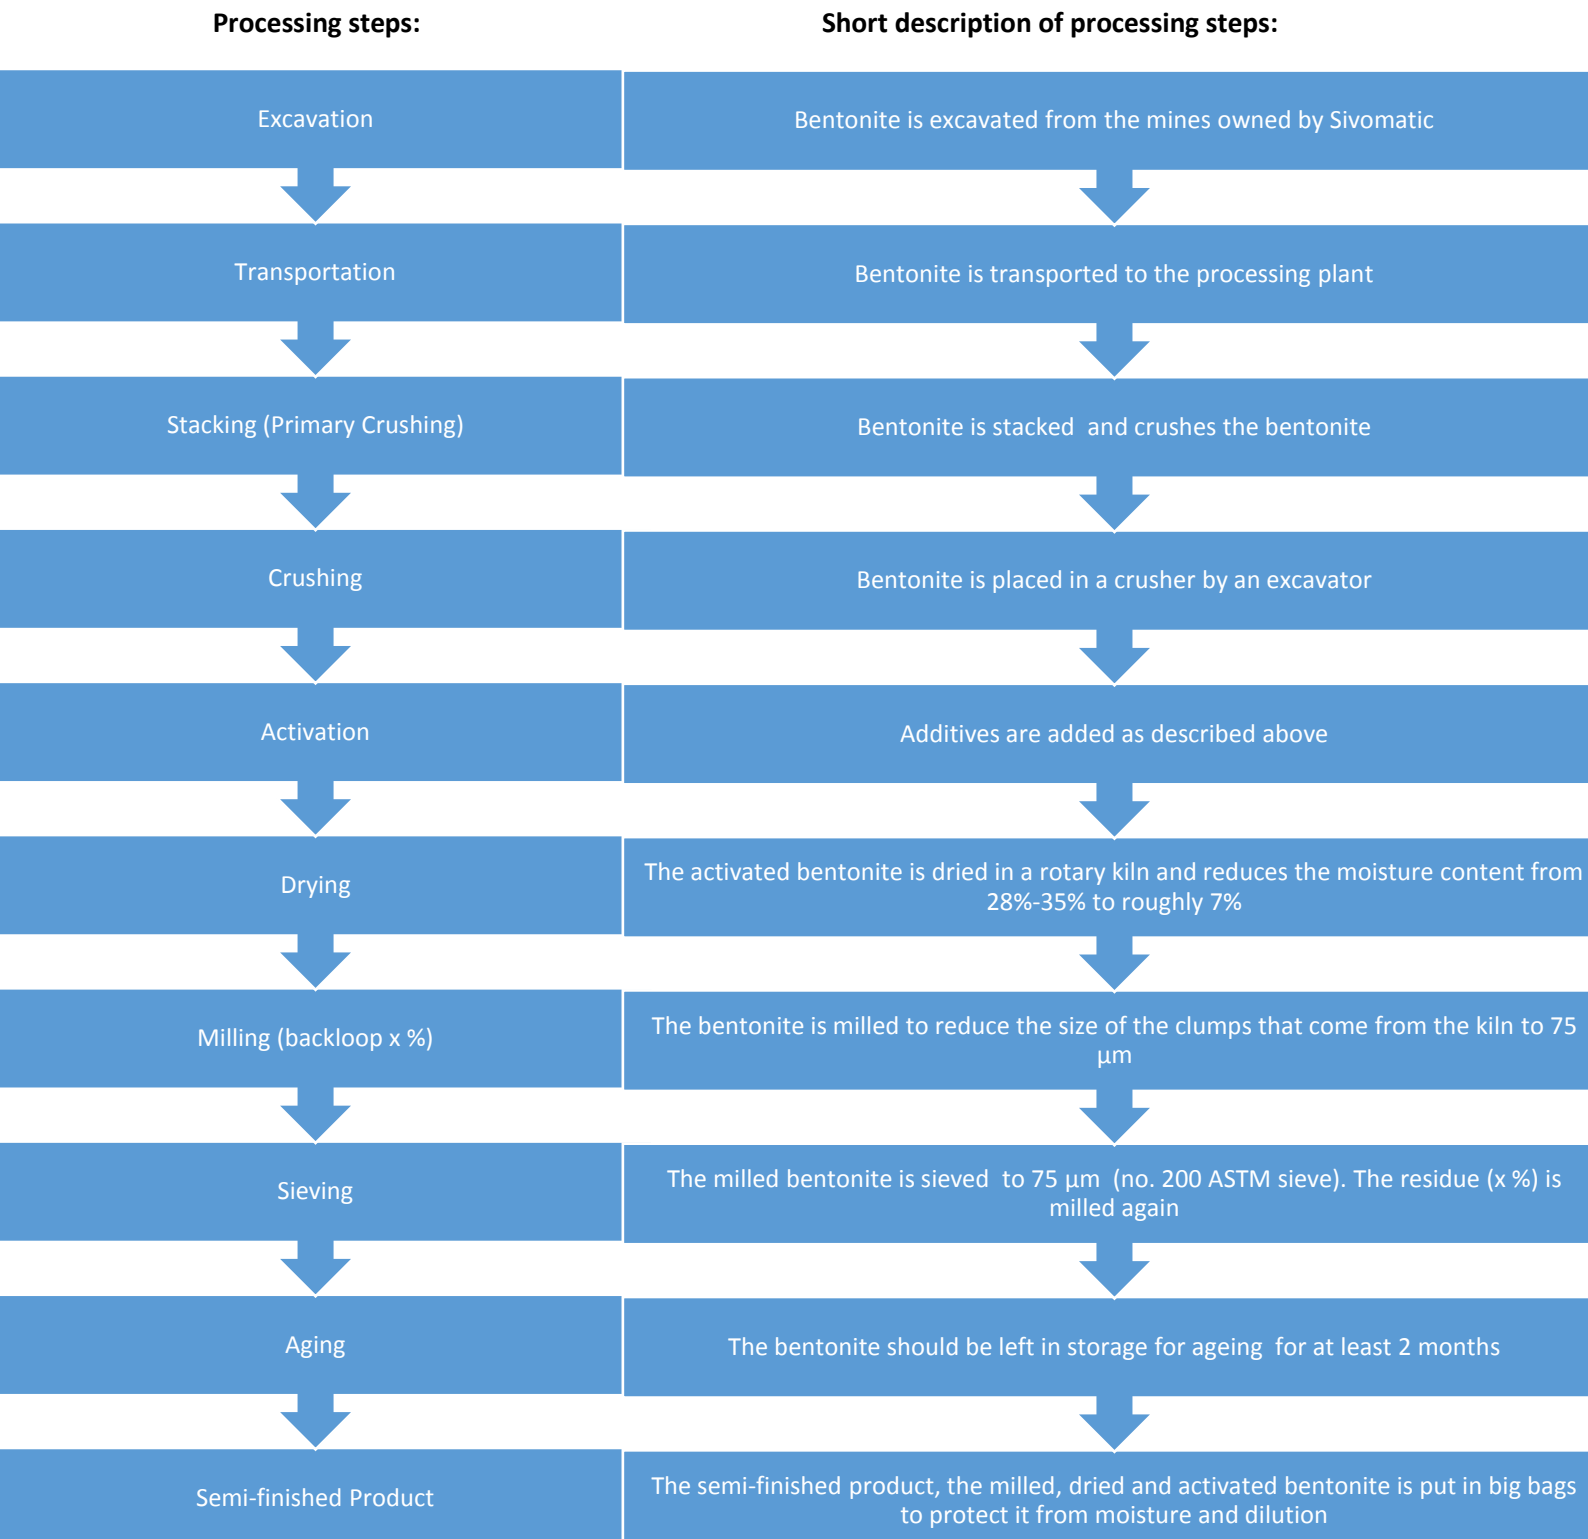 Processing steps:
Short description of processing steps:
Excavation
Bentonite is excavated from the mines owned by Sivomatic
Transportation
Bentonite is transported to the processing plant
Stacking (Primary Crushing)
Bentonite is stacked  and crushes the bentonite
Crushing
Bentonite is placed in a crusher by an excavator
Activation
Additives are added as described above
Drying
The activated bentonite is dried in a rotary kiln and reduces the moisture content from
28%-35% to roughly 7%
Milling (backloop x %)
The bentonite is milled to reduce the size of the clumps that come from the kiln to 75
µm
Sieving
The milled bentonite is sieved  to 75 µm  (no. 200 ASTM sieve). The residue (x %) is
milled again
Aging
The bentonite should be left in storage for ageing  for at least 2 months
Semi-finished Product
The semi-finished product, the milled, dried and activated bentonite is put in big bags
to protect it from moisture and dilution